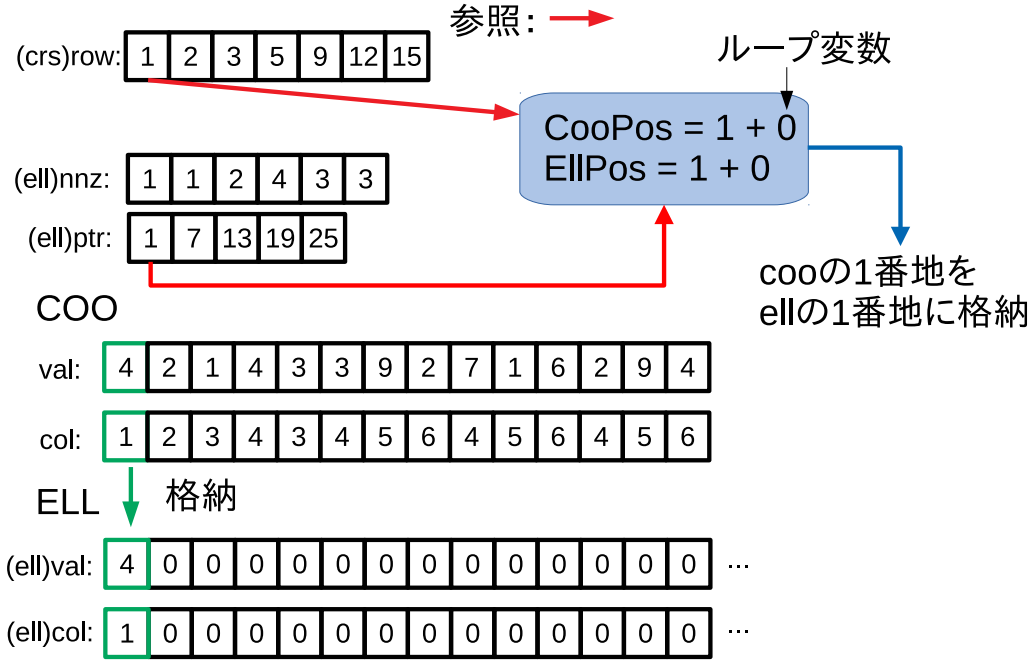 参照:
(crs)row: 1 2 3 5 9 12 15
ループ変数
CooPos = 1 + 0
EllPos = 1 + 0
(ell)nnz: 1 1 2 4 3 3
(ell)ptr: 1 7 13 19 25
cooの1番地を
ellの1番地に格納
COO
val: 4 2 1 4 3 3 9 2 7 1 6 2 9 4
col: 1 2 3 4 3 4 5 6 4 5 6 4 5 6
格納
ELL
(ell)val: 4 0 0 0 0 0 0 0 0 0 0 0 0 0 ...
(ell)col: 1 0 0 0 0 0 0 0 0 0 0 0 0 0 ...